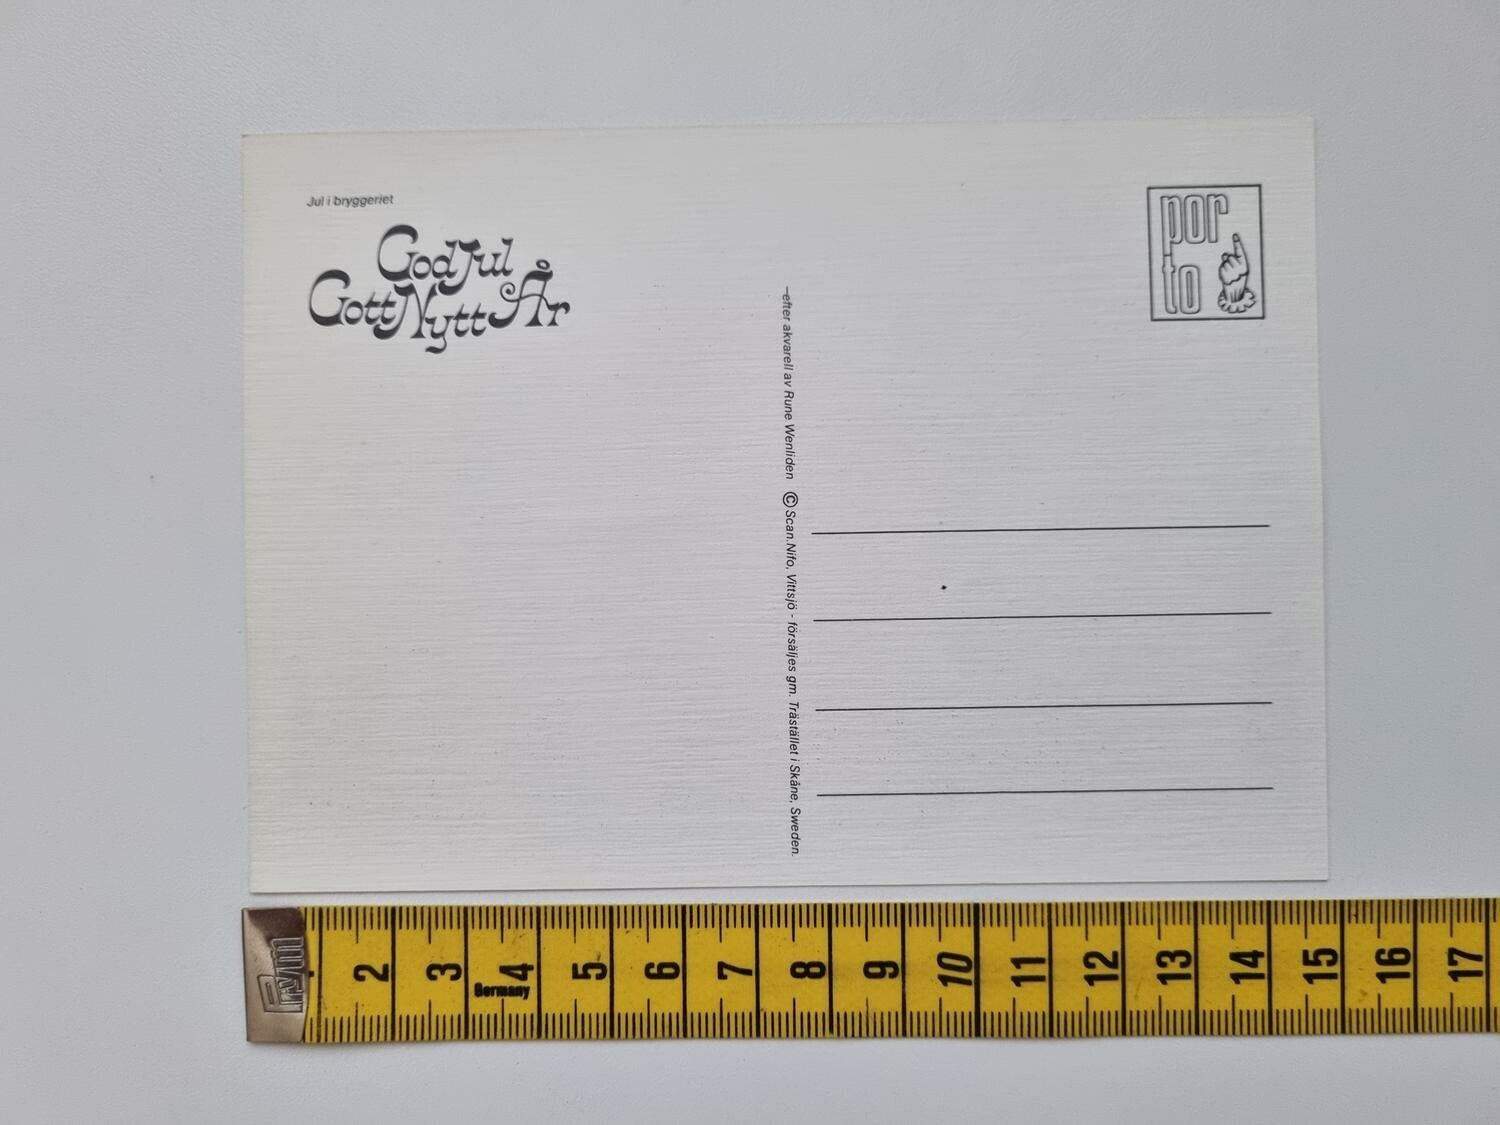 Jul i bryggeriet
God Jul
Gott Nytt År
por
to
–efter akvarell av Rune Wenliden © Scan.Nifo, Vittsjö - försäljes gm. Trästället i Skåne, Sweden.
Prym
2 3 4 5 6 7 8 9 10 11 12 13 14 15 16 17
Germany